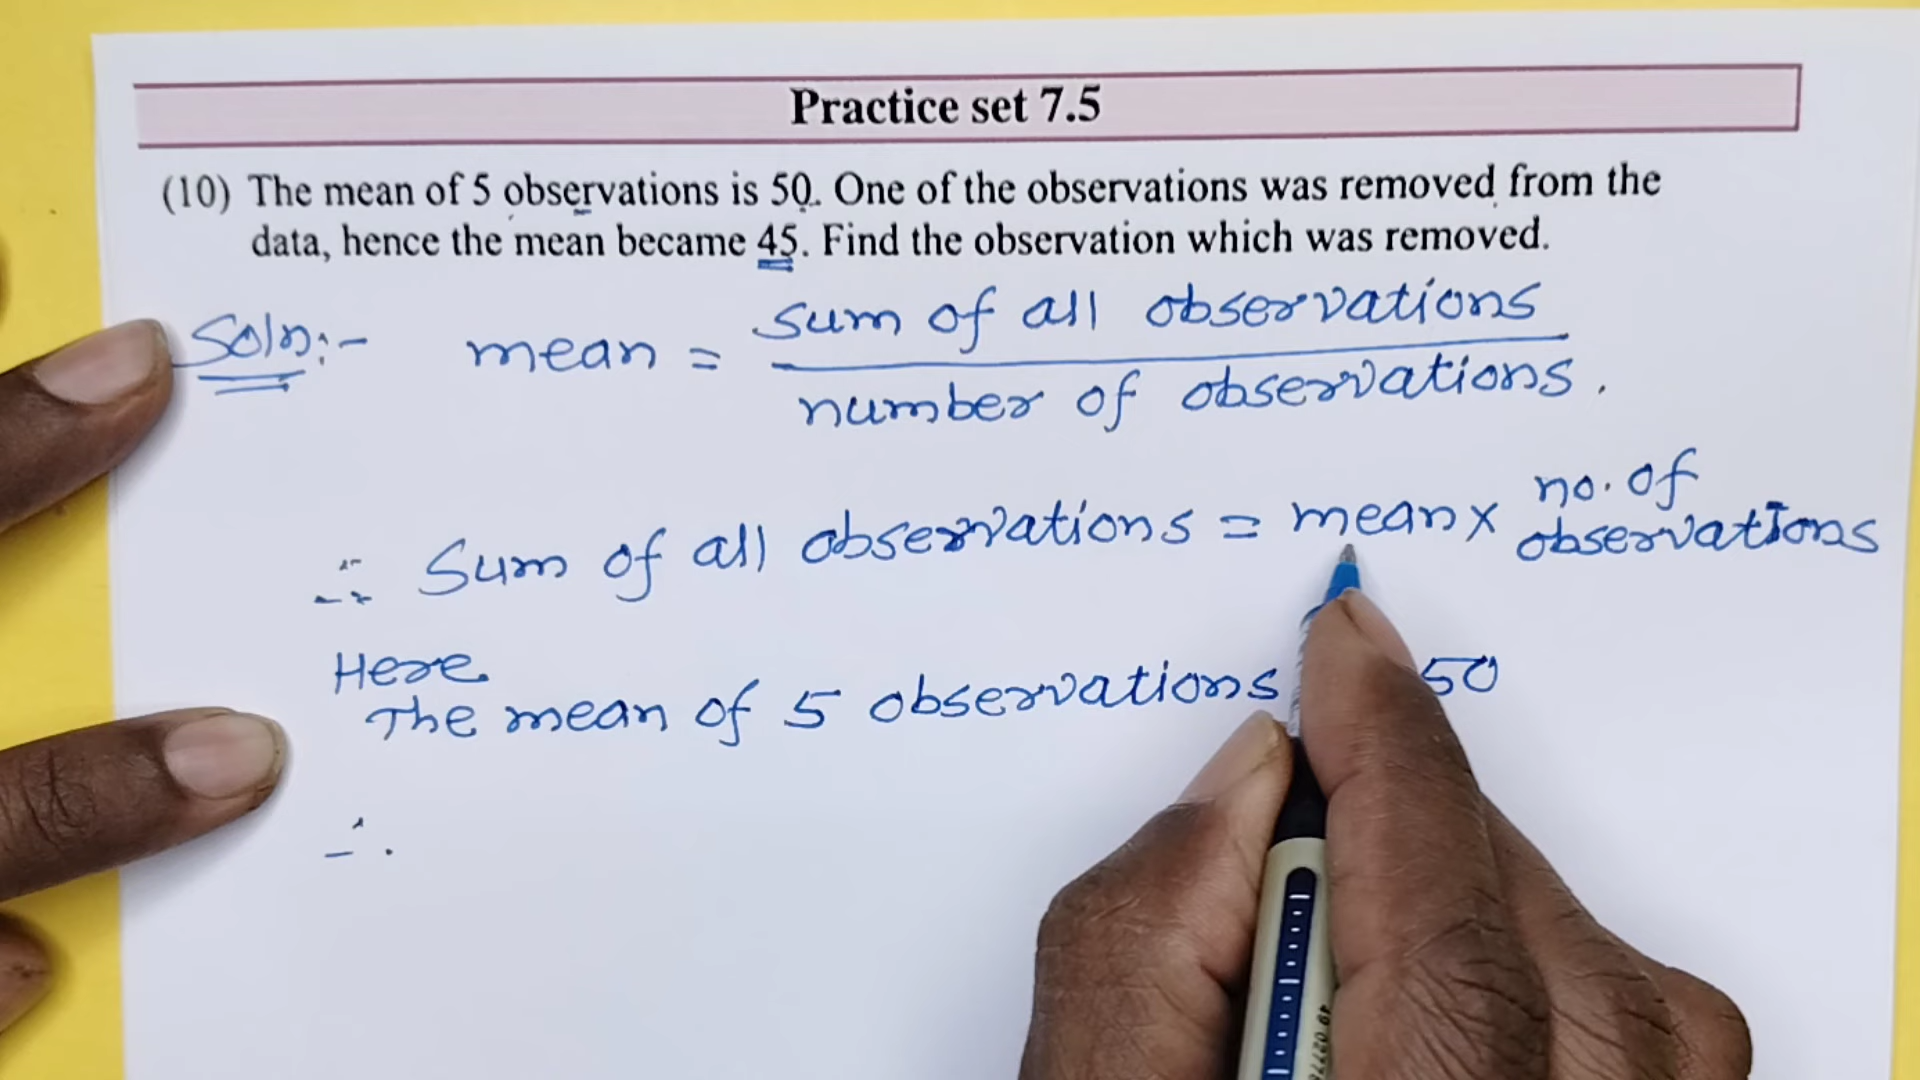 Practice set 7.5
(10) The mean of 5 observations is 50. One of the observations was removed from the
data, hence the mean became 45. Find the observation which was removed.
Soln:- mean = sum of all observations
number of observations.
∴ Sum of all observations = mean × no. of
observations
Here
The mean of 5 observations 50
∴